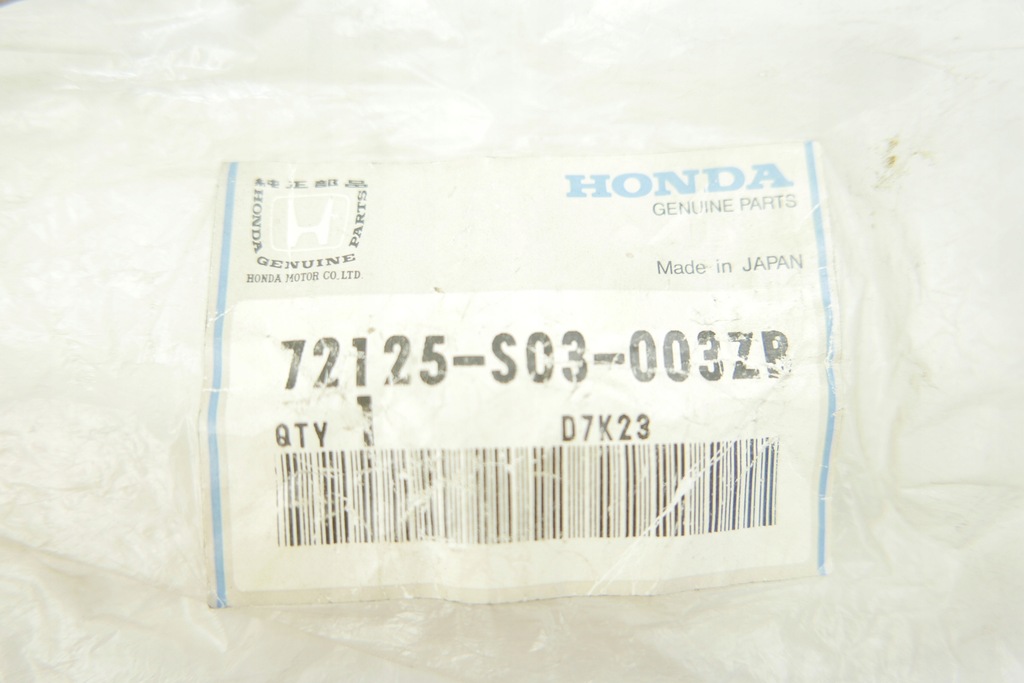 純正部品
HONDA
PARTS
GENUINE
HONDA MOTOR CO., LTD.
HONDA
GENUINE PARTS
Made in JAPAN
72125-S03-003ZB
QTY 1
D7K23